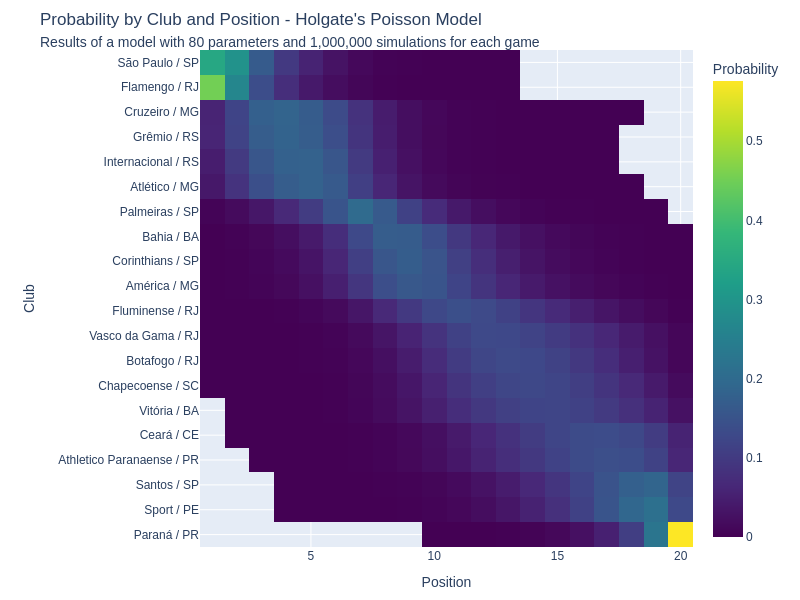 Probability by Club and Position - Holgate's Poisson Model
Results of a model with 80 parameters and 1,000,000 simulations for each game
Probability
São Paulo / SP
Flamengo / RJ
Cruzeiro / MG
Grêmio / RS
Internacional / RS
Atlético / MG
Palmeiras / SP
Bahia / BA
Corinthians / SP
América / MG
Fluminense / RJ
Vasco da Gama / RJ
Botafogo / RJ
Chapecoense / SC
Vitória / BA
Ceará / CE
Athletico Paranaense / PR
Santos / SP
Sport / PE
Paraná / PR
Club
5
10
15
20
Position
0.5
0.4
0.3
0.2
0.1
0